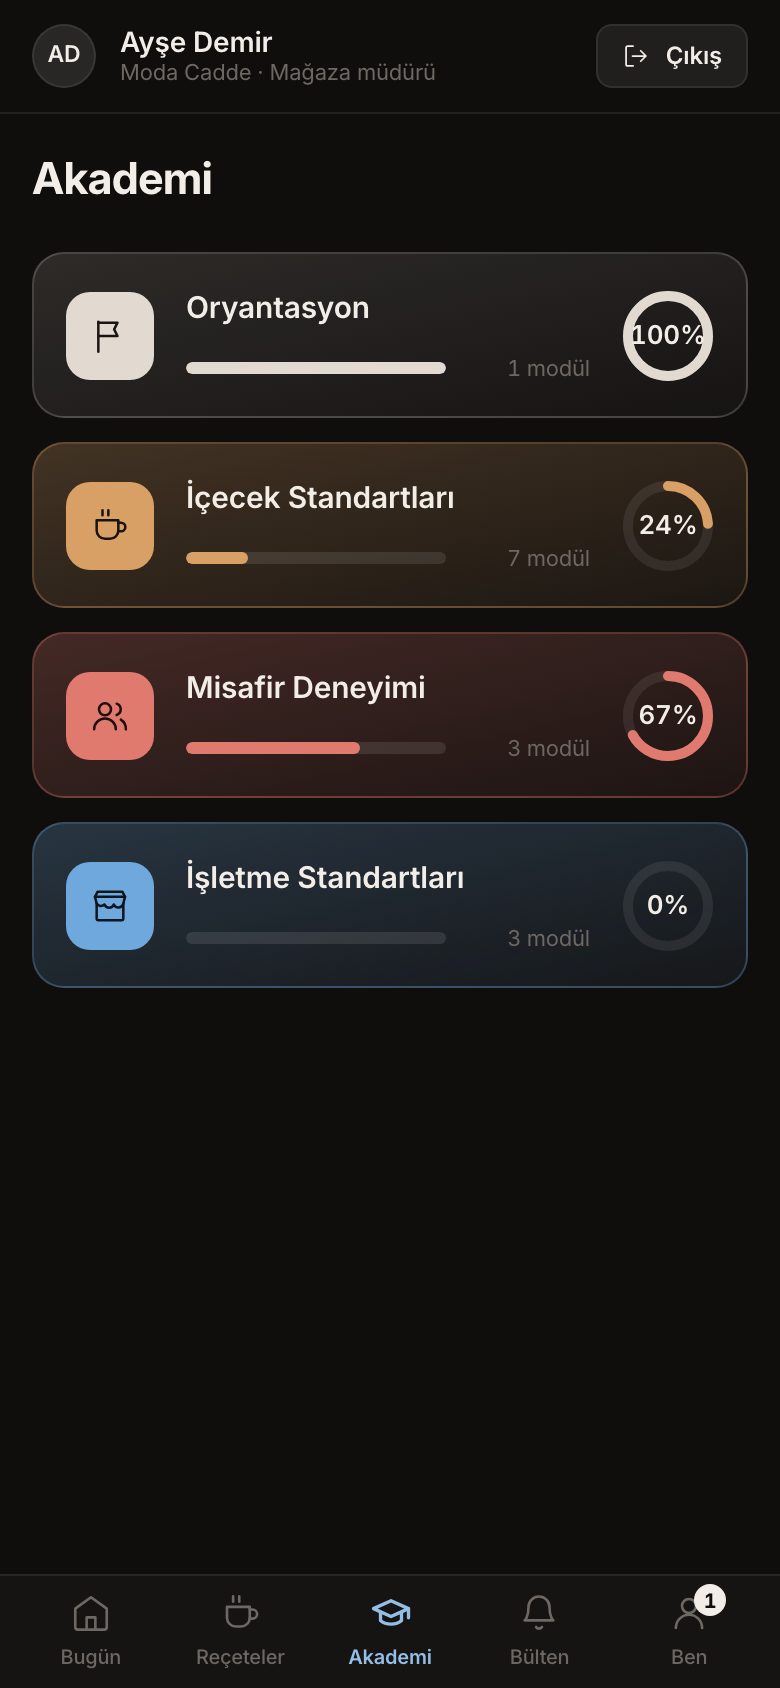 AD
Ayşe Demir
Moda Cadde · Mağaza müdürü
Çıkış
Akademi
Oryantasyon
1 modül
100%
İçecek Standartları
7 modül
24%
Misafir Deneyimi
3 modül
67%
İşletme Standartları
3 modül
0%
1
Bugün
Reçeteler
Akademi
Bülten
Ben